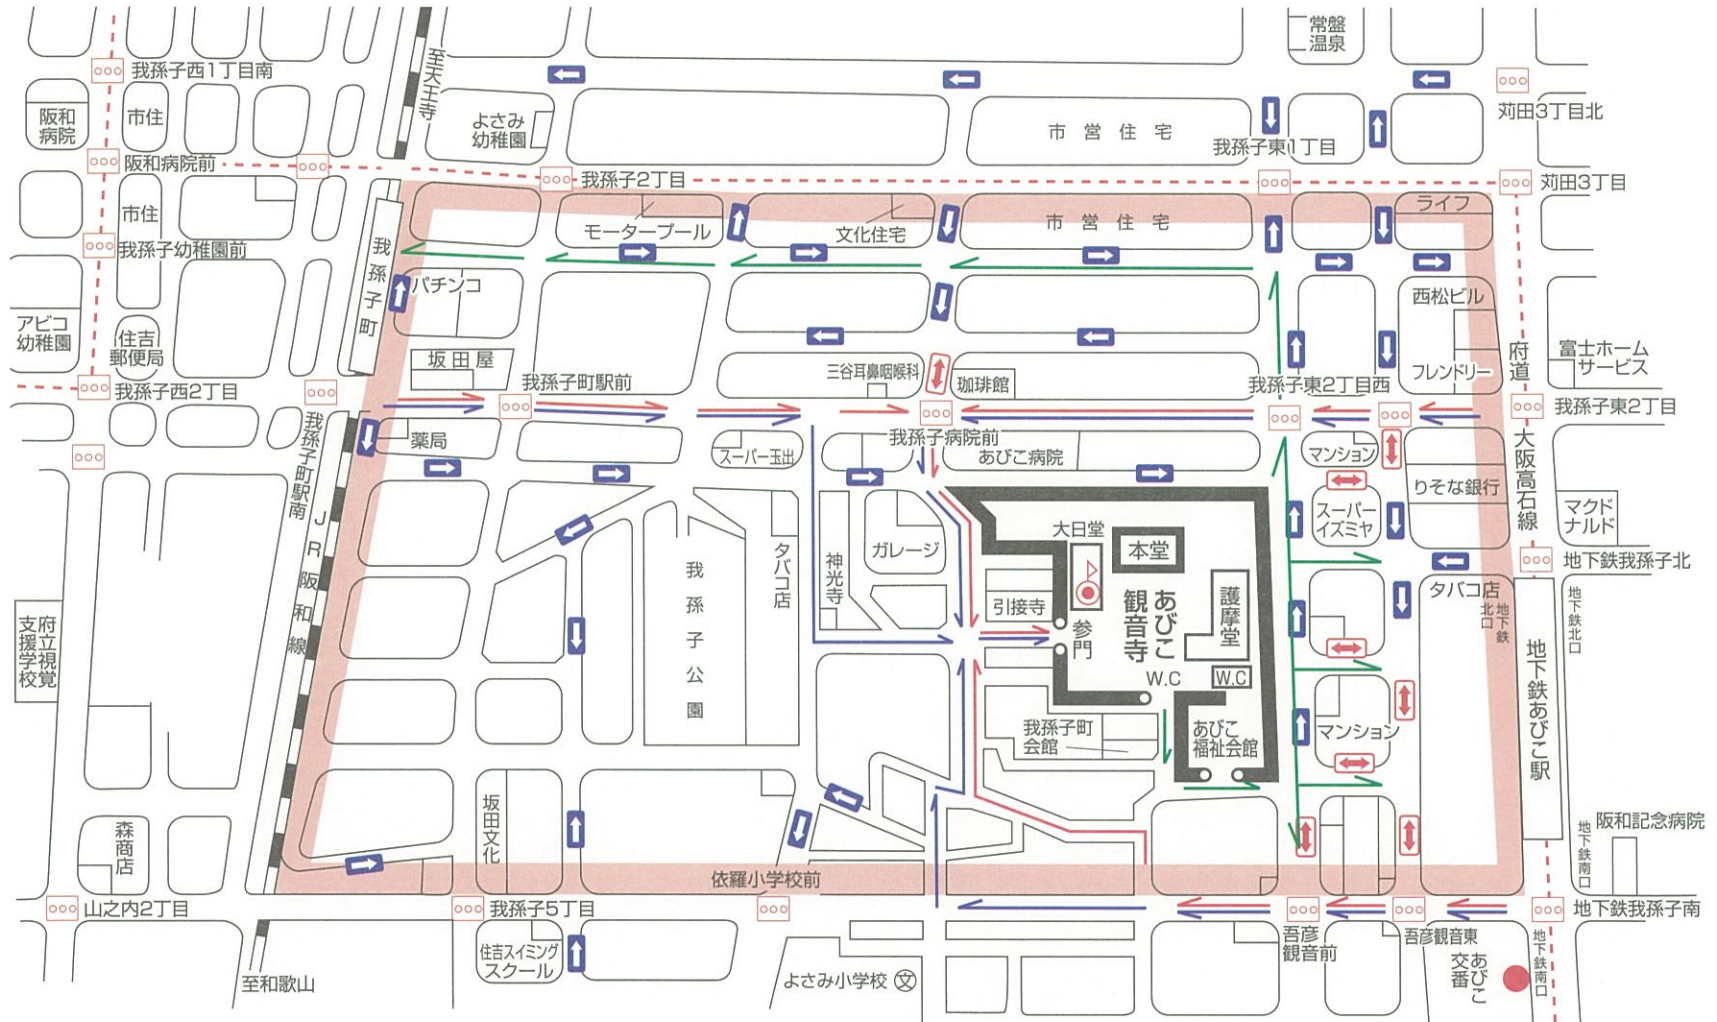 常盤
温泉
我孫子西1丁目南
至天王寺
阪和
病院
市住
よさみ
幼稚園
市営住宅
苅田3丁目北
我孫子東1丁目
阪和病院前
我孫子2丁目
苅田3丁目
市住
モータープール
文化住宅
市営住宅
ライフ
我孫子幼稚園前
我孫子町
パチンコ
西松ビル
アビコ
幼稚園
住吉
郵便局
坂田屋
三谷耳鼻咽喉科
珈琲館
フレンドリー
府道
大阪高石線
富士ホーム
サービス
我孫子西2丁目
我孫子町駅前
我孫子東2丁目西
我孫子東2丁目
我孫子町駅南
薬局
スーパー玉出
我孫子病院前
あびこ病院
マンション
りそな銀行
スーパー
イズミヤ
マクド
ナルド
JR阪和線
大日堂
本堂
ガレージ
タバコ店
神光寺
我孫子公園
引接寺
参門
あびこ
観音寺
護摩堂
地下鉄我孫子北
タバコ店
地下鉄
北口
地下鉄北口
府立視覚
支援学校
W.C
W.C
地下鉄あびこ駅
我孫子町
会館
あびこ
福祉会館
マンション
森商店
坂田文化
阪和記念病院
地下鉄南口
依羅小学校前
山之内2丁目
我孫子5丁目
地下鉄我孫子南
住吉スイミング
スクール
吾彦
観音前
吾彦観音東
あびこ
交番
地下鉄南口
至和歌山
よさみ小学校
文